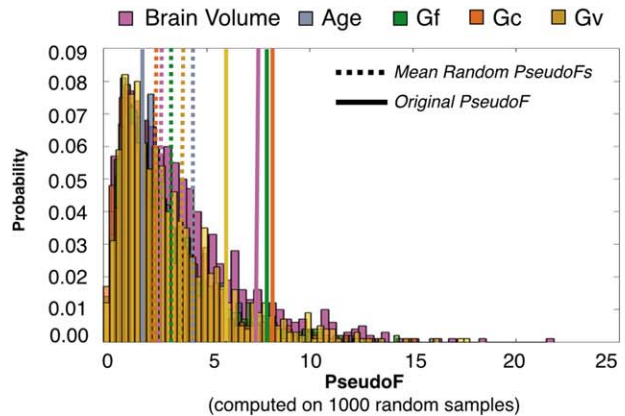 Brain Volume Age Gf Gc Gv
0.09
0.08
0.07
0.06
0.05
0.04
0.03
0.02
0.01
0.00
Probability
Mean Random PseudoFs
Original PseudoF
0 5 10 15 20 25
PseudoF
(computed on 1000 random samples)